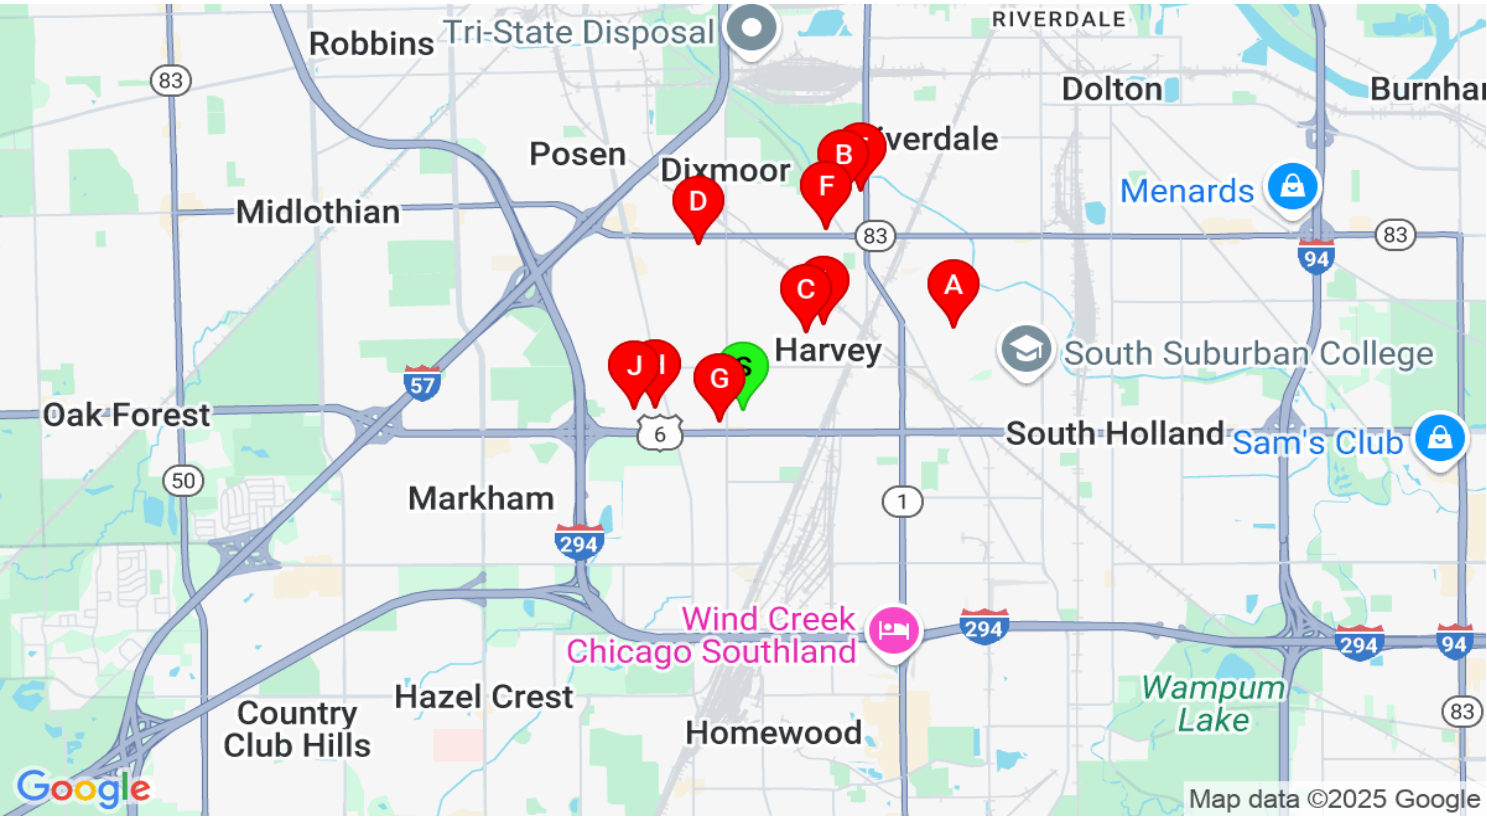 RIVERDALE
Robbins
Tri-State Disposal
83
Dolton
Burnha
Posen
B
verdale
Dixmoor
F
Menards
D
Midlothian
83
83
94
A
C
Harvey
South Suburban College
J
I
G
S
57
Oak Forest
6
South Holland
Sam's Club
50
Markham
1
294
Wind Creek
Chicago Southland
294
294
94
Wampum
Lake
Hazel Crest
Country
Club Hills
83
Homewood
Google
Map data ©2025 Google